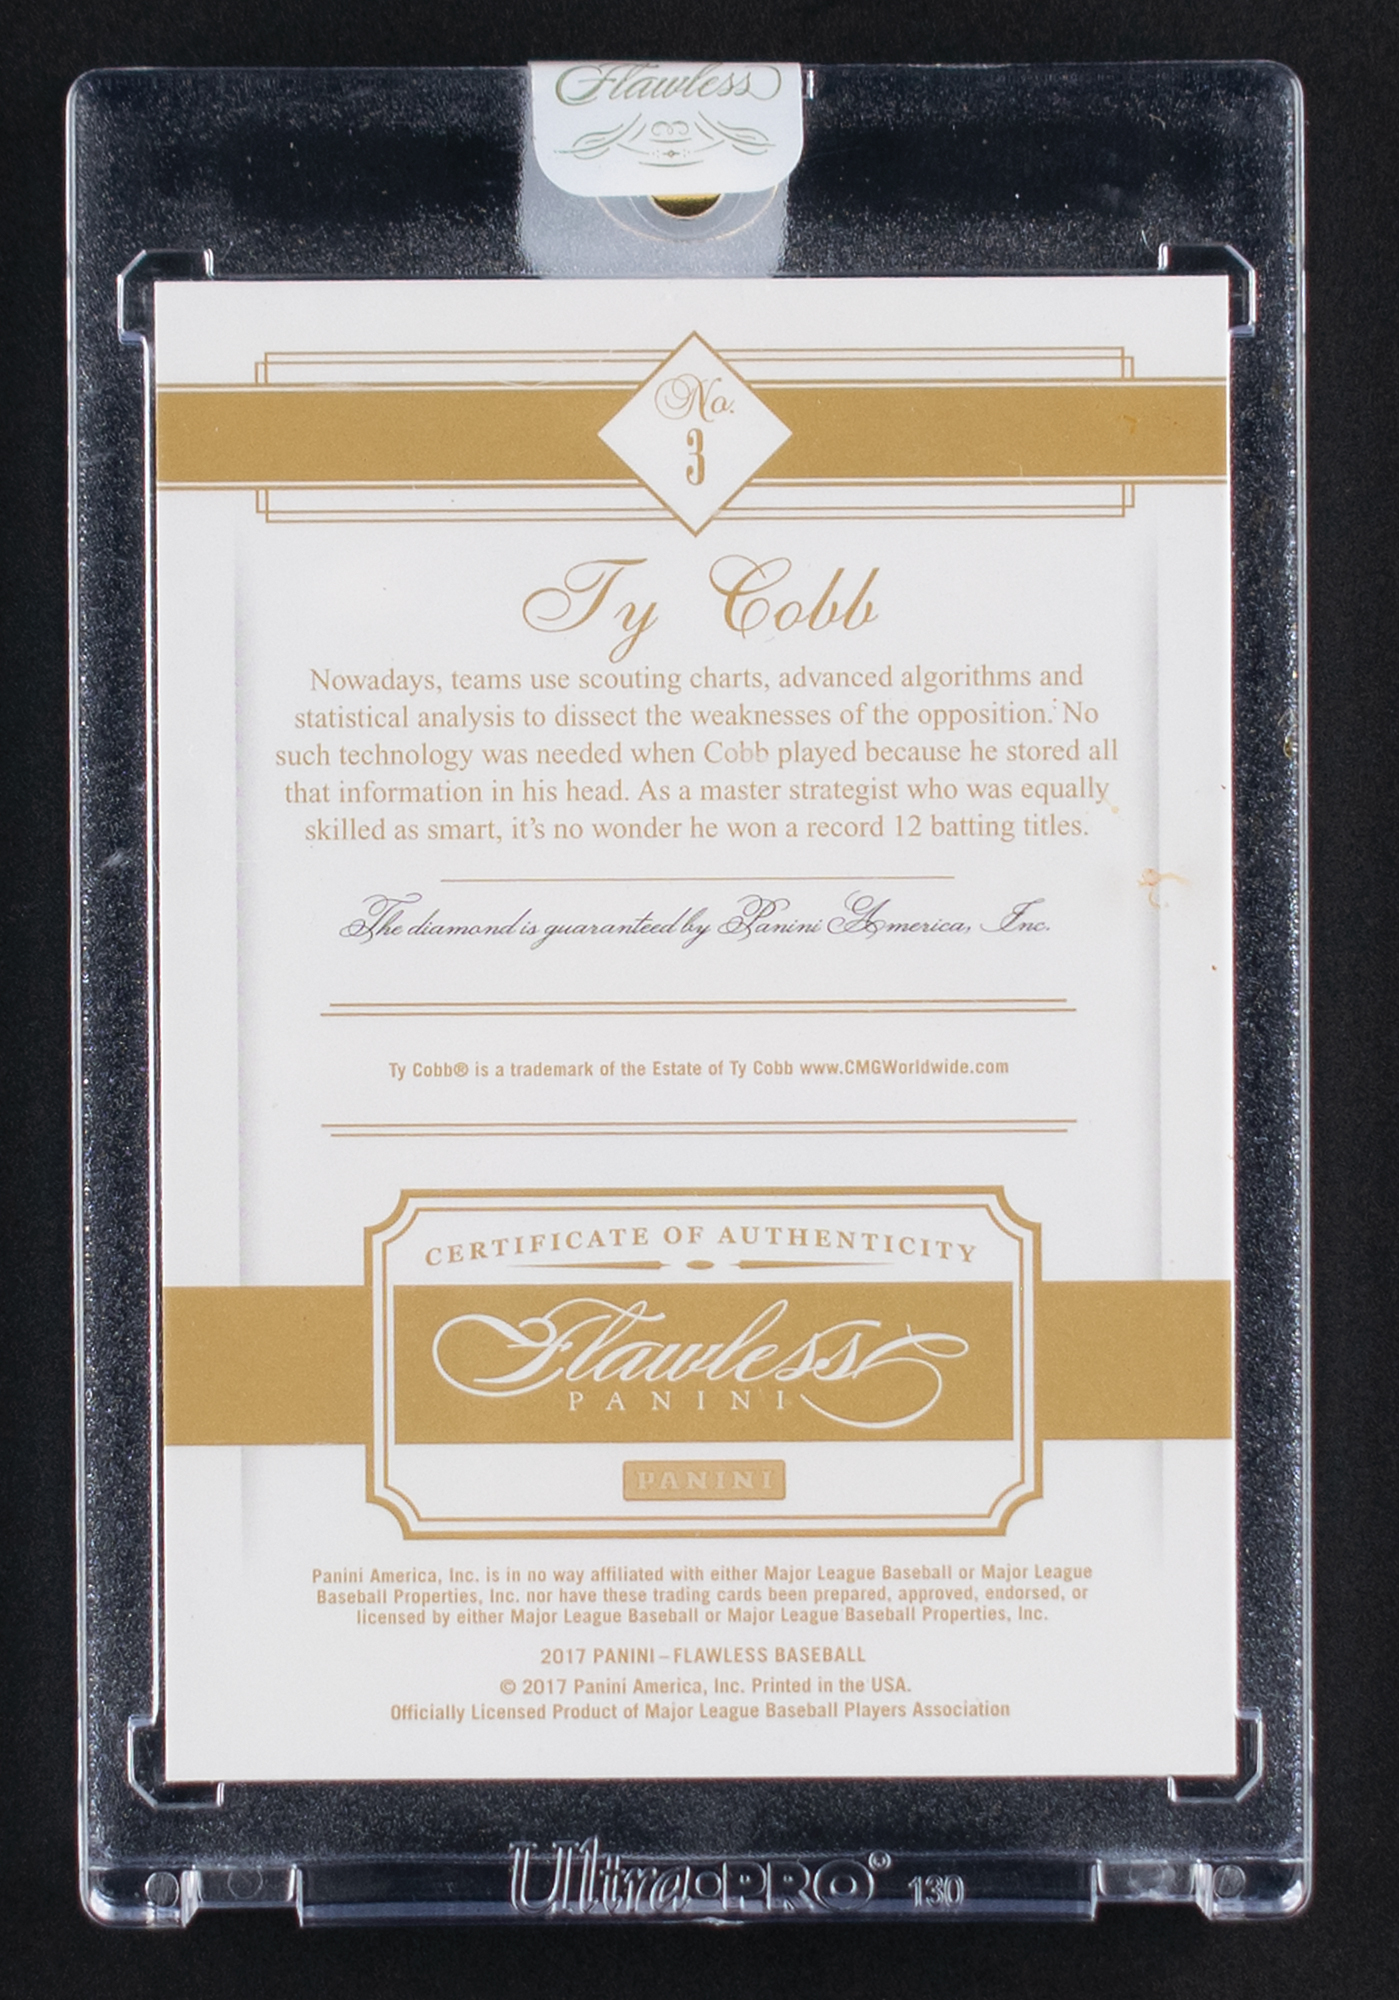 Flawless
No.
3
Ty Cobb
Nowadays, teams use scouting charts, advanced algorithms and
statistical analysis to dissect the weaknesses of the opposition. No
such technology was needed when Cobb played because he stored all
that information in his head. As a master strategist who was equally
skilled as smart, it's no wonder he won a record 12 batting titles.
The diamond is guaranteed by Panini America, Inc.
Ty Cobb® is a trademark of the Estate of Ty Cobb www.CMGWorldwide.com
CERTIFICATE OF AUTHENTICITY
Flawless
PANINI
PANINI
Panini America, Inc. is in no way affiliated with either Major League Baseball or Major League
Baseball Properties, Inc. nor have these trading cards been prepared, approved, endorsed, or
licensed by either Major League Baseball or Major League Baseball Properties, Inc.
2017 PANINI – FLAWLESS BASEBALL
© 2017 Panini America, Inc. Printed in the USA.
Officially Licensed Product of Major League Baseball Players Association
Ultra•PRO® 130